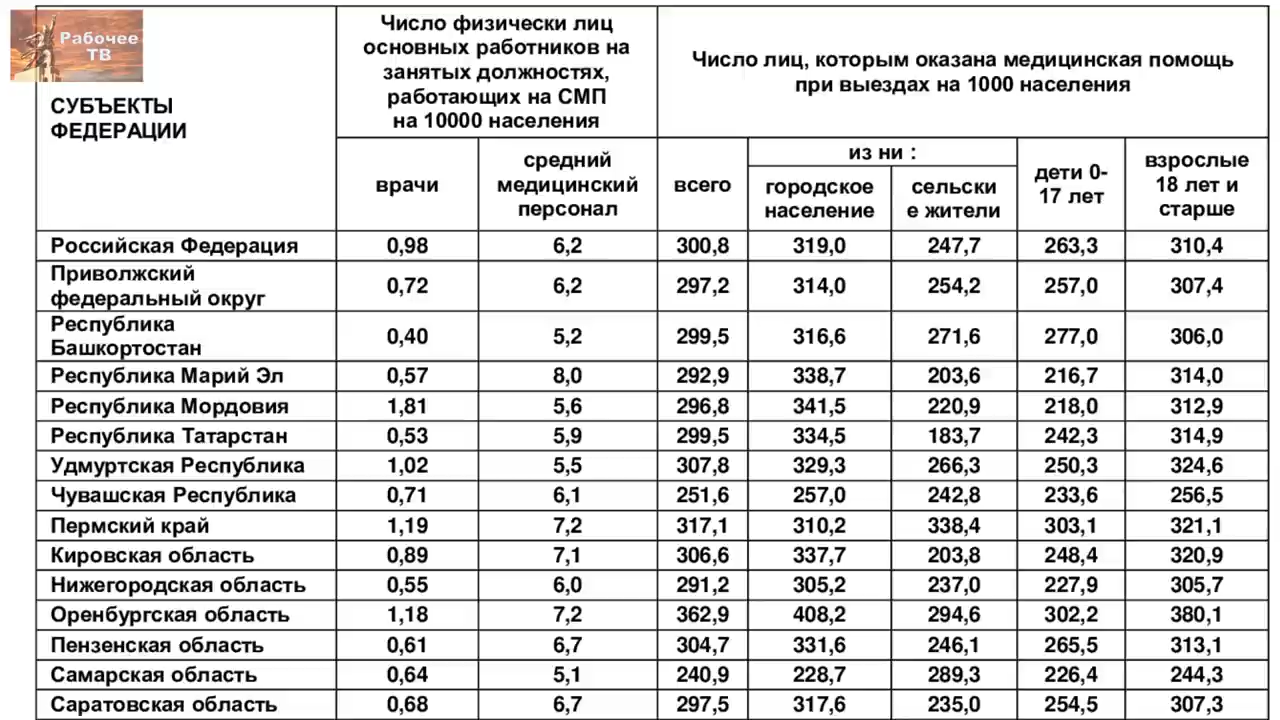 Рабочее
ТВ
СУБЪЕКТЫ
ФЕДЕРАЦИИ
Число физически лиц
основных работников на
занятых должностях,
работающих на СМП
на 10000 населения
Число лиц, которым оказана медицинская помощь
при выездах на 1000 населения
врачи
средний
медицинский
персонал
всего
из ни :
городское
население
сельски
е жители
дети 0-
17 лет
взрослые
18 лет и
старше
Российская Федерация 0,98 6,2 300,8 319,0 247,7 263,3 310,4
Приволжский
федеральный округ 0,72 6,2 297,2 314,0 254,2 257,0 307,4
Республика
Башкортостан 0,40 5,2 299,5 316,6 271,6 277,0 306,0
Республика Марий Эл 0,57 8,0 292,9 338,7 203,6 216,7 314,0
Республика Мордовия 1,81 5,6 296,8 341,5 220,9 218,0 312,9
Республика Татарстан 0,53 5,9 299,5 334,5 183,7 242,3 314,9
Удмуртская Республика 1,02 5,5 307,8 329,3 266,3 250,3 324,6
Чувашская Республика 0,71 6,1 251,6 257,0 242,8 233,6 256,5
Пермский край 1,19 7,2 317,1 310,2 338,4 303,1 321,1
Кировская область 0,89 7,1 306,6 337,7 203,8 248,4 320,9
Нижегородская область 0,55 6,0 291,2 305,2 237,0 227,9 305,7
Оренбургская область 1,18 7,2 362,9 408,2 294,6 302,2 380,1
Пензенская область 0,61 6,7 304,7 331,6 246,1 265,5 313,1
Самарская область 0,64 5,1 240,9 228,7 289,3 226,4 244,3
Саратовская область 0,68 6,7 297,5 317,6 235,0 254,5 307,3